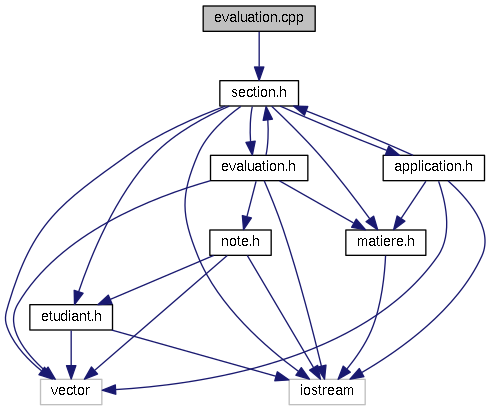 evaluation.cpp
section.h
evaluation.h
application.h
note.h
matiere.h
etudiant.h
vector
iostream